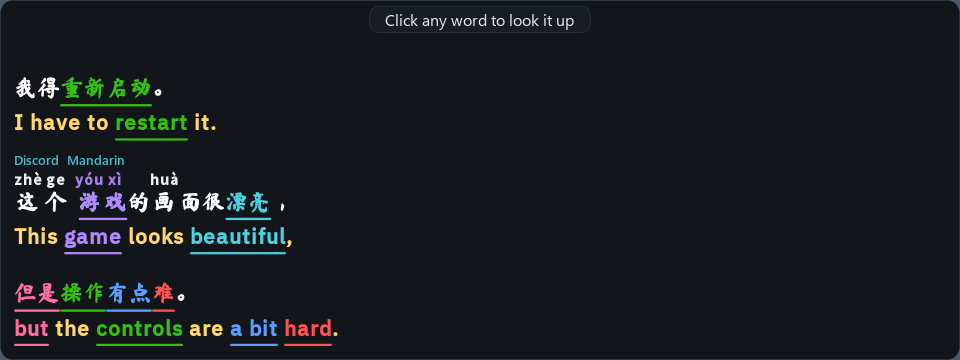 Click any word to look it up
我得重新启动。
I have to restart it.
Discord Mandarin
zhè ge yóu xì huà
这个游戏的画面很漂亮，
This game looks beautiful,
但是操作有点难。
but the controls are a bit hard.